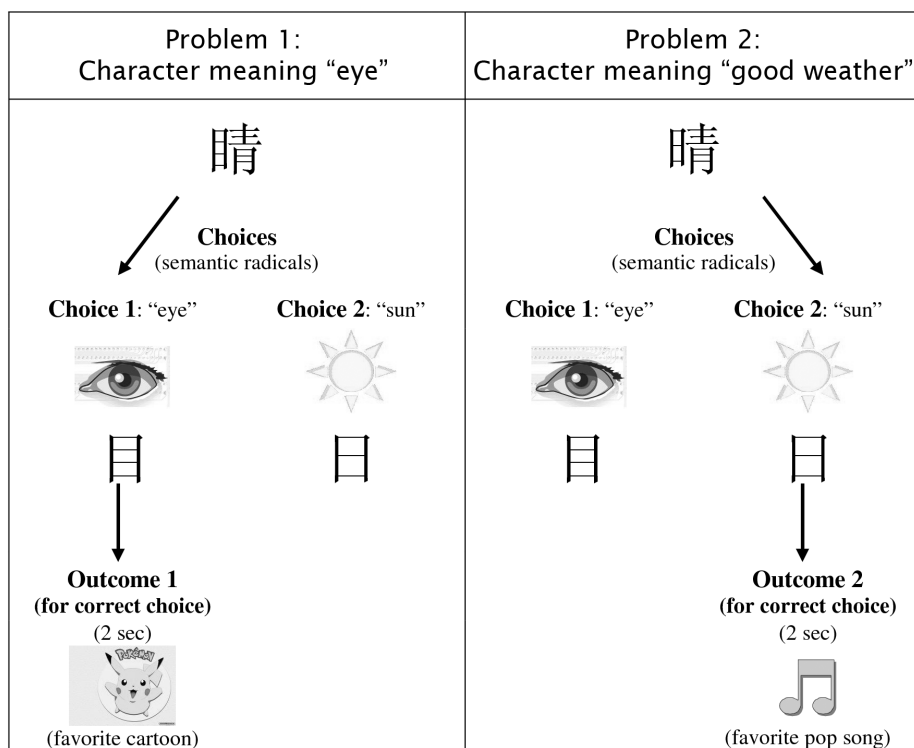 Problem 1:
Character meaning “eye”
睛
Choices
(semantic radicals)
Choice 1: “eye” Choice 2: “sun”
目 日
Outcome 1
(for correct choice)
(2 sec)
POKéMON
(favorite cartoon)
Problem 2:
Character meaning “good weather”
晴
Choices
(semantic radicals)
Choice 1: “eye” Choice 2: “sun”
目 日
Outcome 2
(for correct choice)
(2 sec)
(favorite pop song)